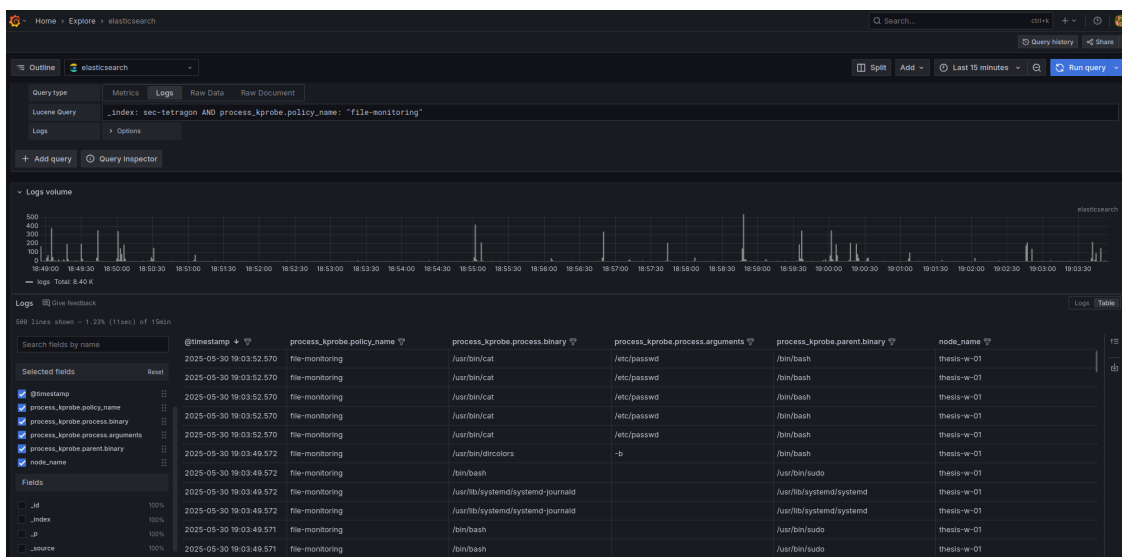 Home › Explore › elasticsearch
Search...
ctrl+k
Query history
Share
Outline
elasticsearch
Split
Add
Last 15 minutes
Run query
Query type
Metrics
Logs
Raw Data
Raw Document
Lucene Query
_index: sec-tetragon AND process_kprobe.policy_name: "file-monitoring"
Logs
› Options
+ Add query
Query inspector
Logs volume
elasticsearch
500
400
300
200
100
0
18:49:00 18:49:30 18:50:00 18:50:30 18:51:00 18:51:30 18:52:00 18:52:30 18:53:00 18:53:30 18:54:00 18:54:30 18:55:00 18:55:30 18:56:00 18:56:30 18:57:00 18:57:30 18:58:00 18:58:30 18:59:00 18:59:30 19:00:00 19:00:30 19:01:00 19:01:30 19:02:00 19:02:30 19:03:00 19:03:30
logs Total: 8.40 K
Logs
Give feedback
Logs
Table
500 lines shown — 1.23% (11sec) of 15min
Search fields by name
Selected fields
Reset
@timestamp
process_kprobe.policy_name
process_kprobe.process.binary
process_kprobe.process.arguments
process_kprobe.parent.binary
node_name
Fields
_id 100%
_index 100%
_p 100%
_source 100%
@timestamp process_kprobe.policy_name process_kprobe.process.binary process_kprobe.process.arguments process_kprobe.parent.binary node_name
2025-05-30 19:03:52.570 file-monitoring /usr/bin/cat /etc/passwd /bin/bash thesis-w-01
2025-05-30 19:03:52.570 file-monitoring /usr/bin/cat /etc/passwd /bin/bash thesis-w-01
2025-05-30 19:03:52.570 file-monitoring /usr/bin/cat /etc/passwd /bin/bash thesis-w-01
2025-05-30 19:03:52.570 file-monitoring /usr/bin/cat /etc/passwd /bin/bash thesis-w-01
2025-05-30 19:03:49.572 file-monitoring /usr/bin/dircolors -b /bin/bash thesis-w-01
2025-05-30 19:03:49.572 file-monitoring /bin/bash /usr/bin/sudo thesis-w-01
2025-05-30 19:03:49.572 file-monitoring /usr/lib/systemd/systemd-journald /usr/lib/systemd/systemd thesis-w-01
2025-05-30 19:03:49.572 file-monitoring /usr/lib/systemd/systemd-journald /usr/lib/systemd/systemd thesis-w-01
2025-05-30 19:03:49.571 file-monitoring /bin/bash /usr/bin/sudo thesis-w-01
2025-05-30 19:03:49.571 file-monitoring /bin/bash /usr/bin/sudo thesis-w-01